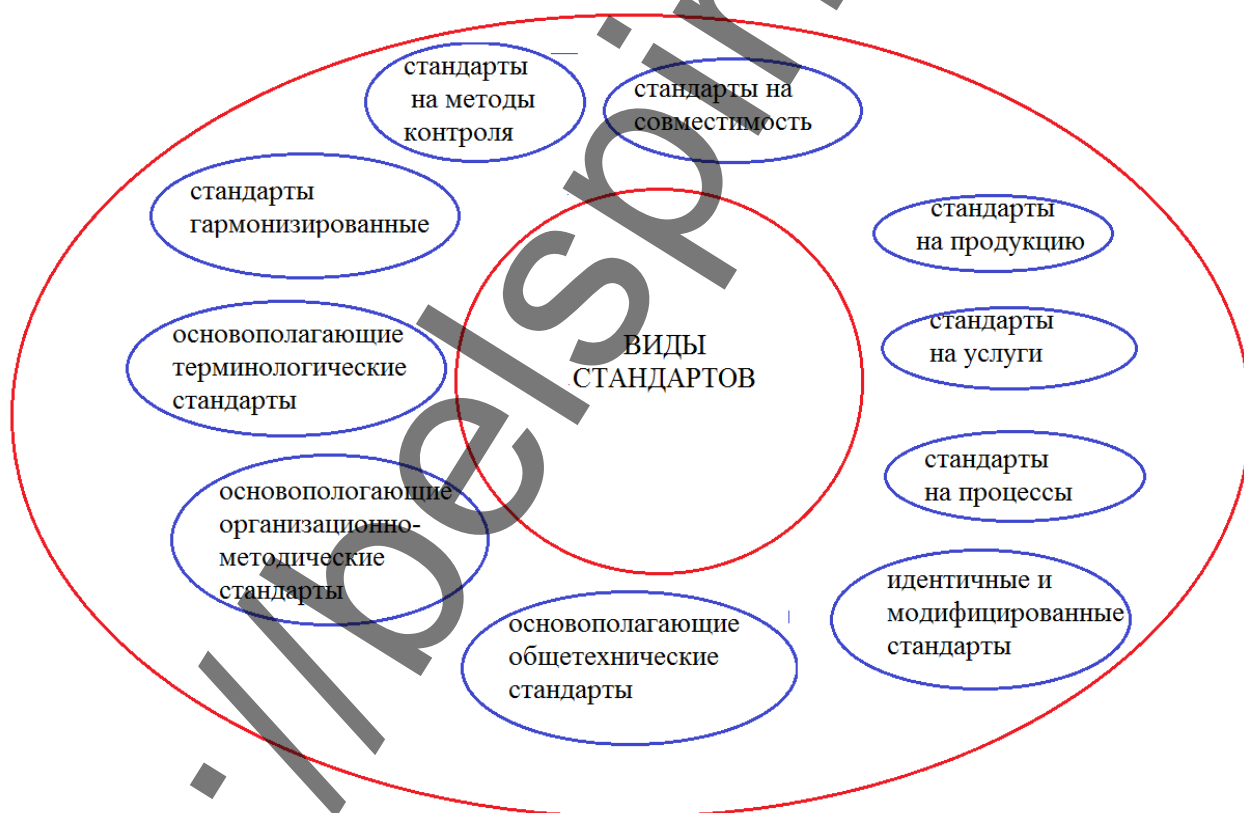 стандарты
на методы
контроля
стандарты на
совместимость
стандарты
гармонизированные
стандарты
на продукцию
основополагающие
терминологические
стандарты
ВИДЫ
СТАНДАРТОВ
стандарты
на услуги
стандарты
на процессы
основопологающие
организационно-
методические
стандарты
идентичные и
модифицированные
стандарты
основополагающие
общетехнические
стандарты
://belspin